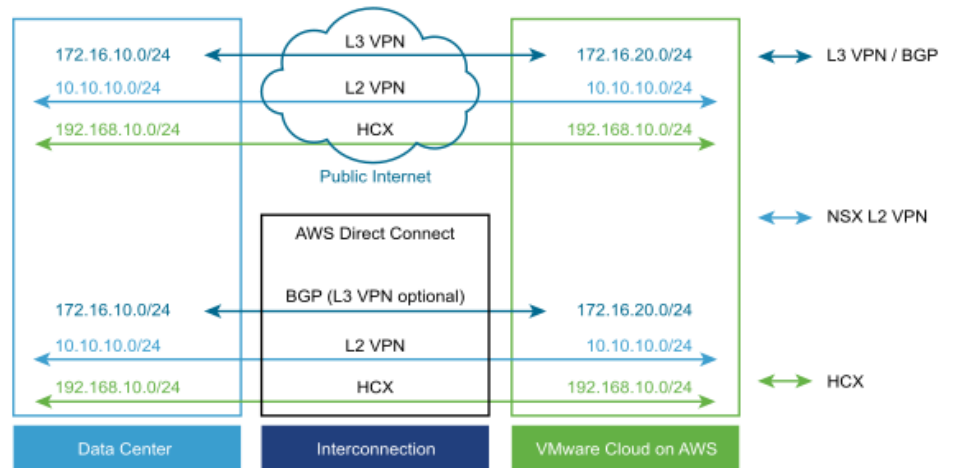 L3 VPN
172.16.10.0/24
172.16.20.0/24
L3 VPN / BGP
10.10.10.0/24
L2 VPN
10.10.10.0/24
192.168.10.0/24
HCX
192.168.10.0/24
Public Internet
NSX L2 VPN
AWS Direct Connect
BGP (L3 VPN optional)
172.16.10.0/24
172.16.20.0/24
10.10.10.0/24
L2 VPN
10.10.10.0/24
192.168.10.0/24
HCX
192.168.10.0/24
HCX
Data Center
Interconnection
VMware Cloud on AWS